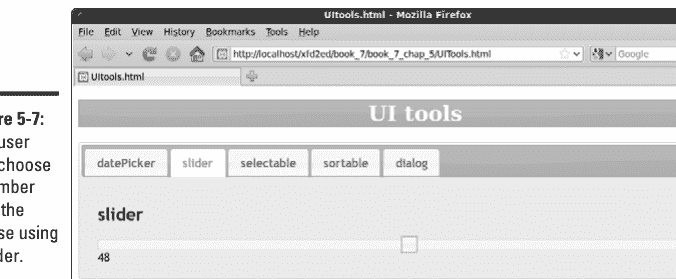 UItools.html - Mozilla Firefox
File Edit View History Bookmarks Tools Help
http://localhost/xfd2ed/book_7/book_7_chap_5/UITools.html
Google
UItools.html
UI tools
datePicker slider selectable sortable dialog
slider
48
re 5-7:
user
choose
mber
the
se using
der.